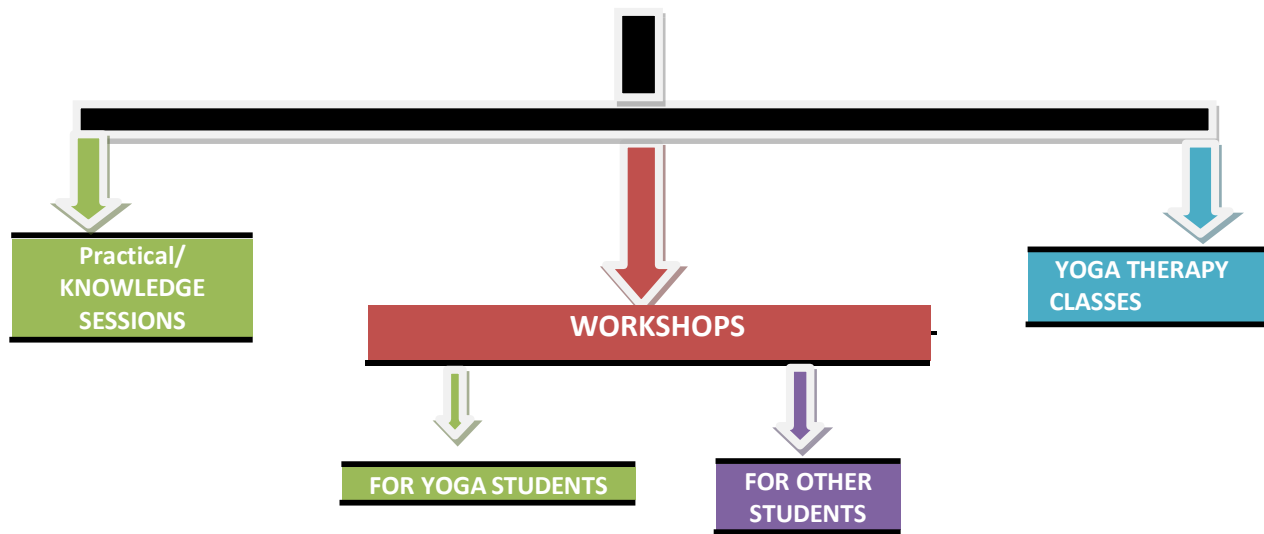 Practical/
KNOWLEDGE
SESSIONS
YOGA THERAPY
CLASSES
WORKSHOPS
FOR YOGA STUDENTS
FOR OTHER
STUDENTS